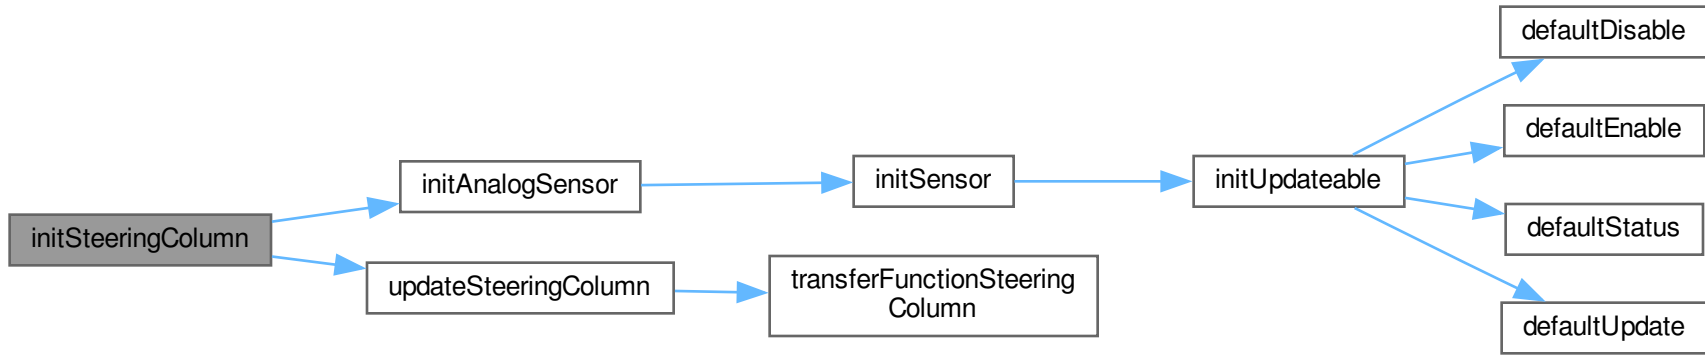 initSteeringColumn
initAnalogSensor
updateSteeringColumn
initSensor
transferFunctionSteering
Column
initUpdateable
defaultDisable
defaultEnable
defaultStatus
defaultUpdate